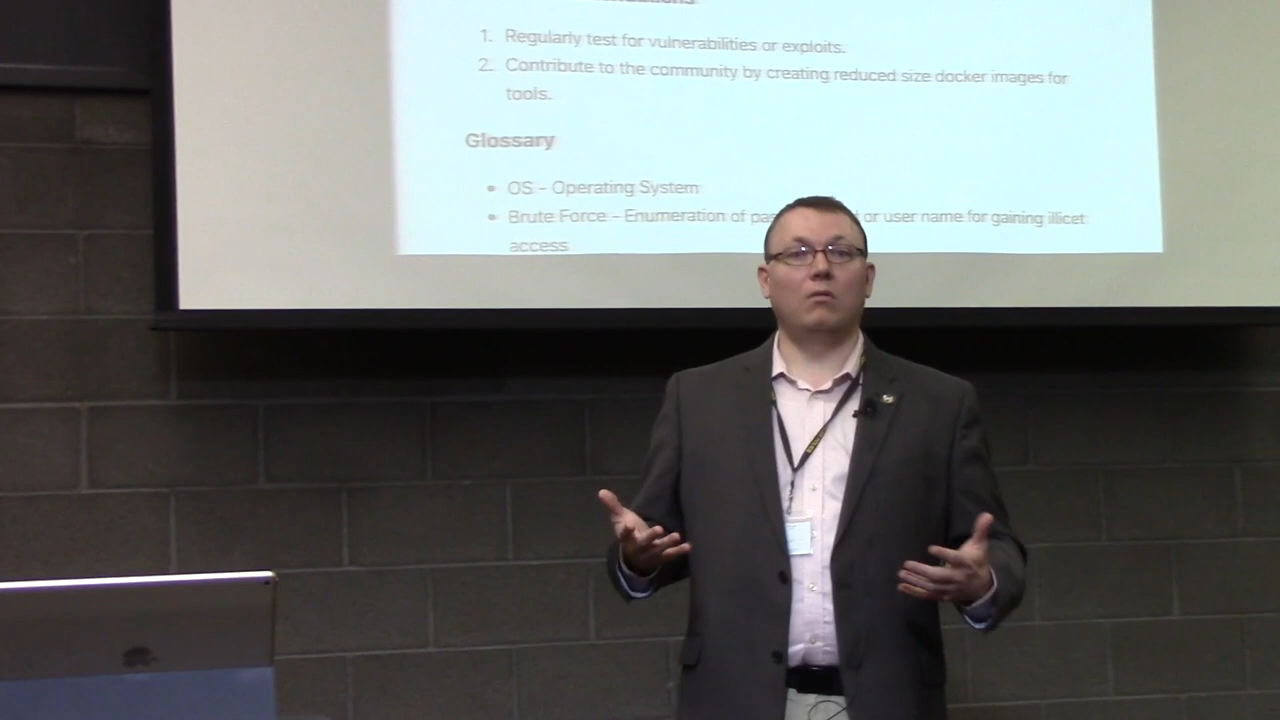 1. Regularly test for vulnerabilities or exploits.
2. Contribute to the community by creating reduced size docker images for
tools.
Glossary
• OS – Operating System
• Brute Force – Enumeration of or user name for gaining illicet
access